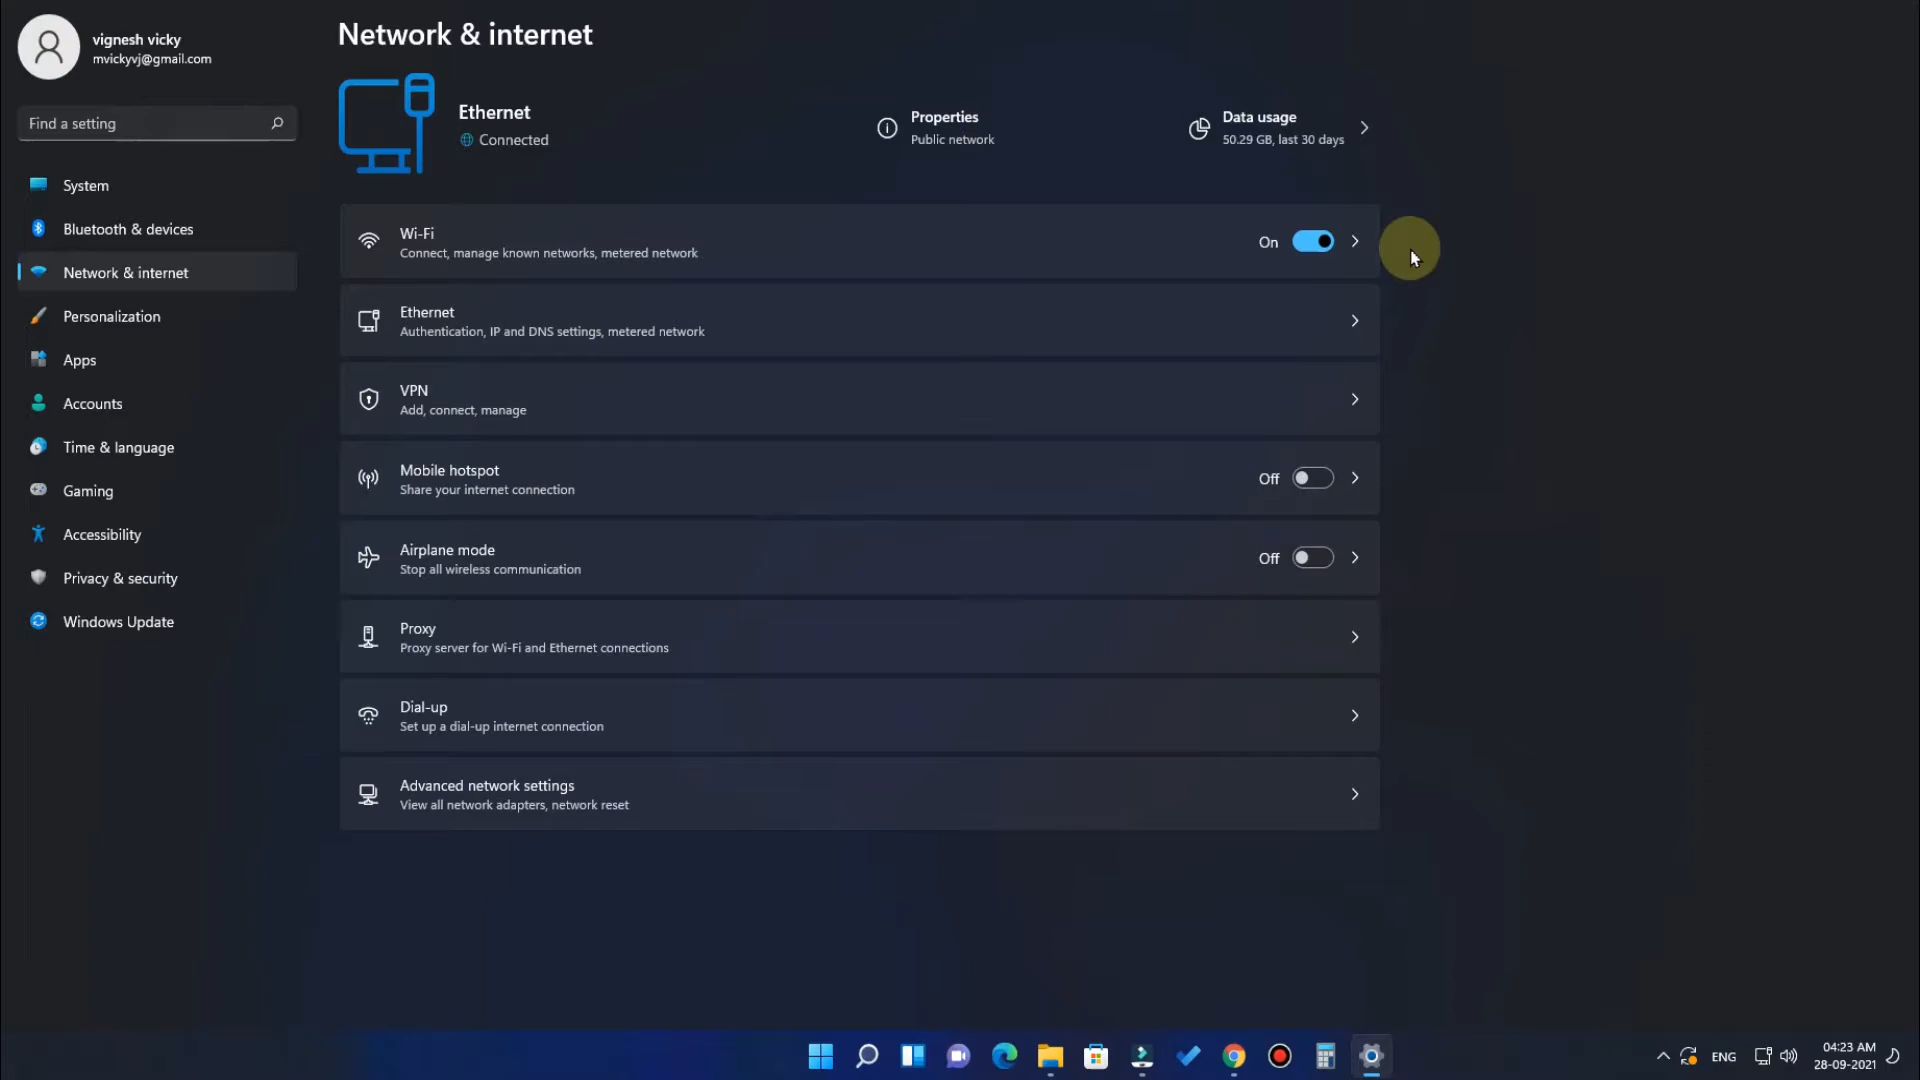 vignesh vicky
mvickyvj@gmail.com
Find a setting
System
Bluetooth & devices
Network & internet
Personalization
Apps
Accounts
Time & language
Gaming
Accessibility
Privacy & security
Windows Update
Network & internet
Ethernet
Connected
Properties
Public network
Data usage
50.29 GB, last 30 days
Wi-Fi
Connect, manage known networks, metered network
On
Ethernet
Authentication, IP and DNS settings, metered network
VPN
Add, connect, manage
Mobile hotspot
Share your internet connection
Off
Airplane mode
Stop all wireless communication
Off
Proxy
Proxy server for Wi-Fi and Ethernet connections
Dial-up
Set up a dial-up internet connection
Advanced network settings
View all network adapters, network reset
ENG
04:23 AM
28-09-2021